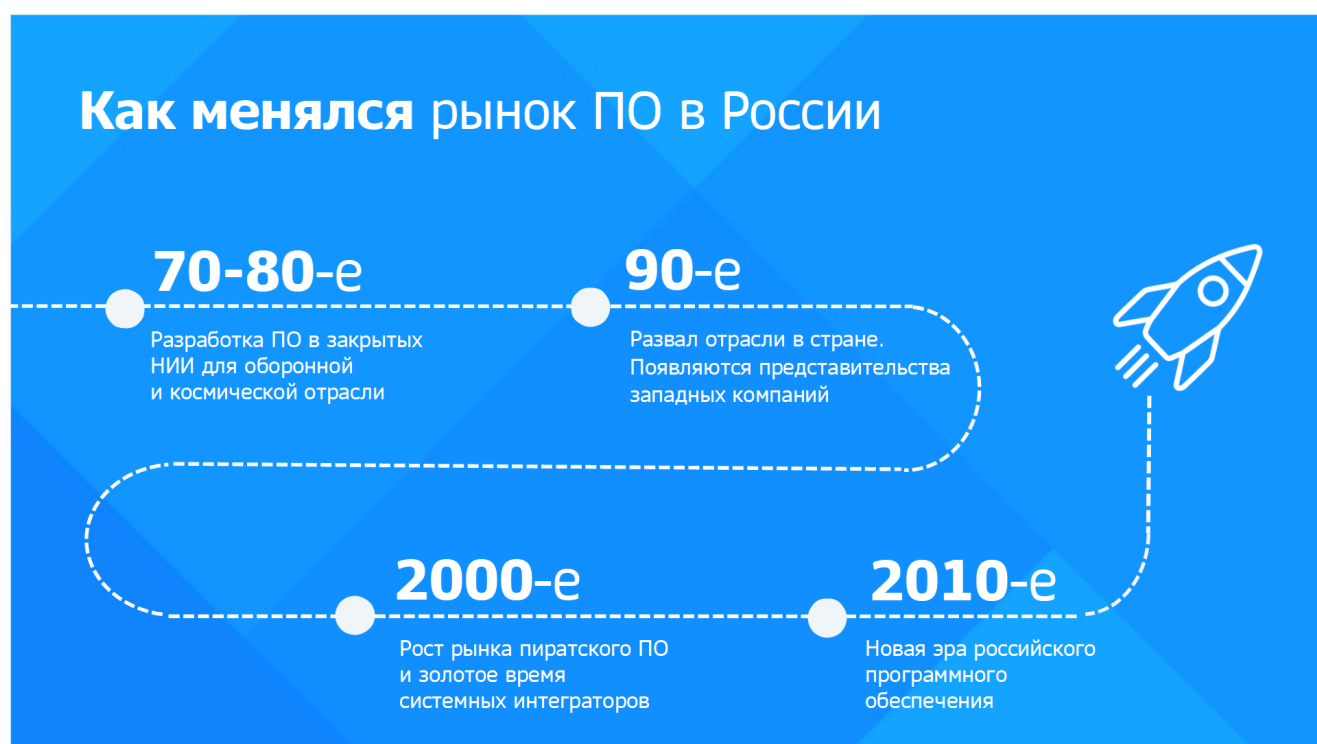 Как менялся рынок ПО в России
70-80-е
Разработка ПО в закрытых
НИИ для оборонной
и космической отрасли
90-е
Развал отрасли в стране.
Появляются представительства
западных компаний
2000-е
Рост рынка пиратского ПО
и золотое время
системных интеграторов
2010-е
Новая эра российского
программного
обеспечения